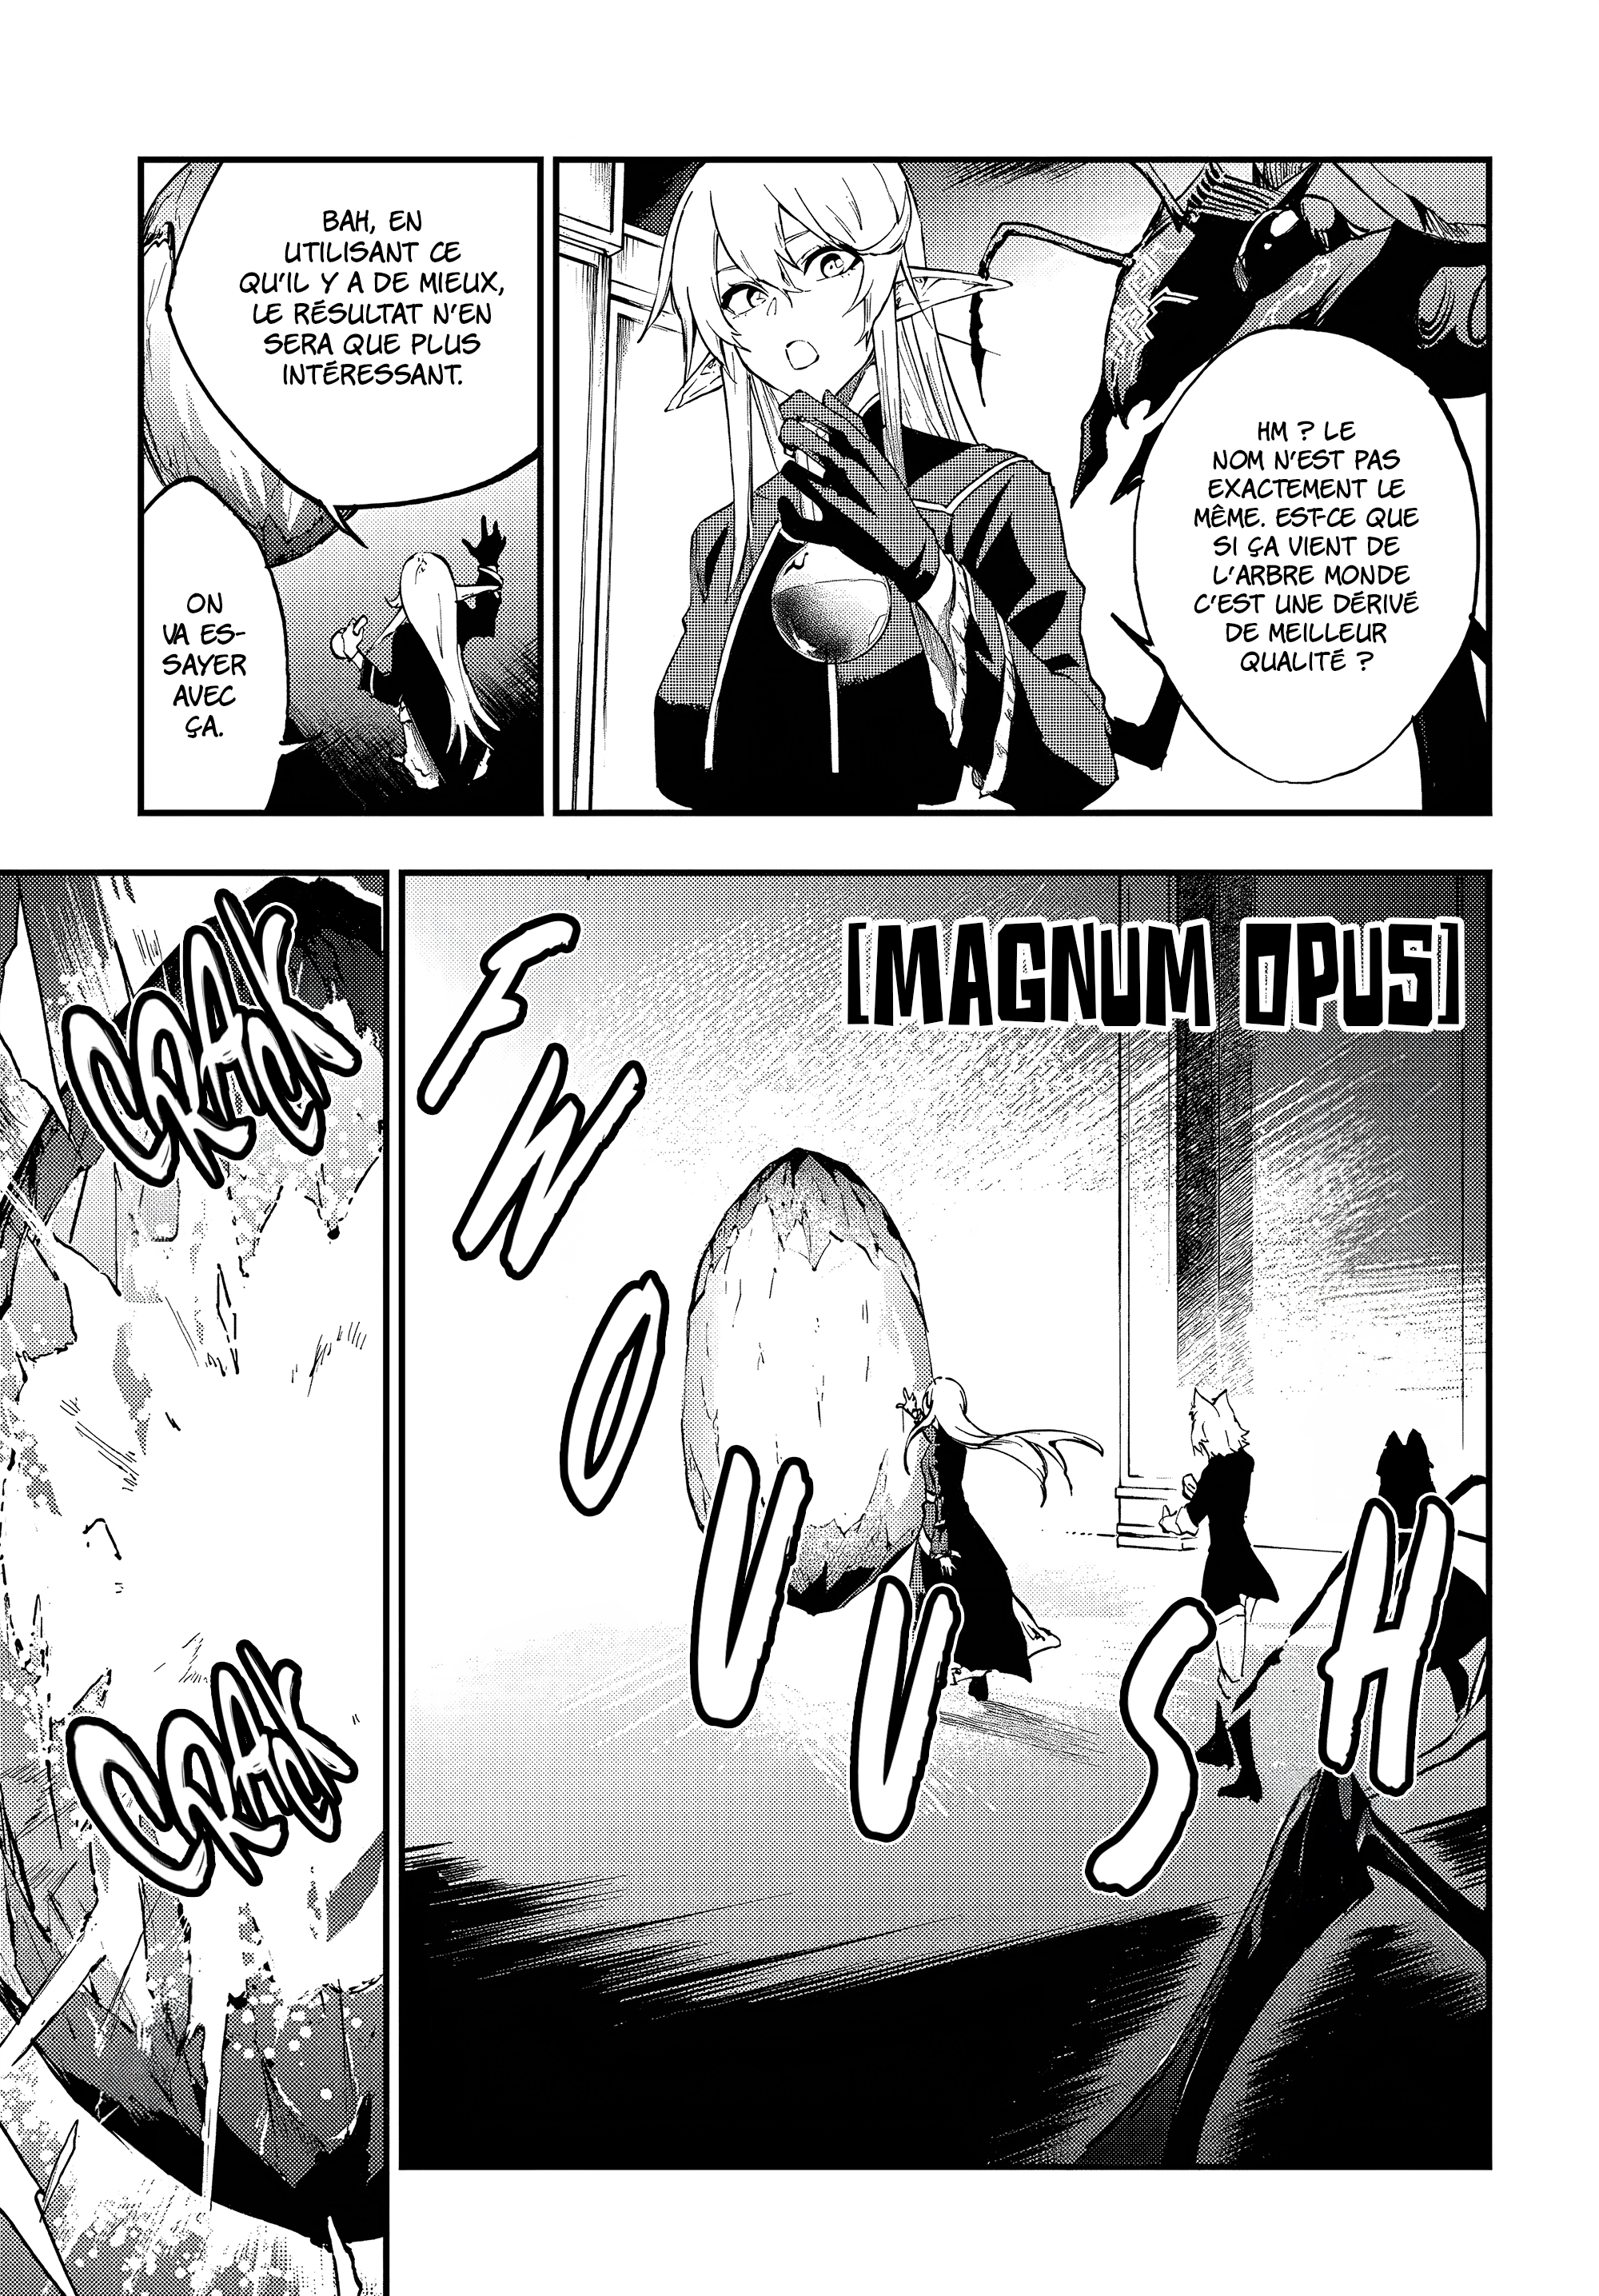 HM ? LE
NOM N'EST PAS
EXACTEMENT LE
MÊME. EST-CE QUE
SI ÇA VIENT DE
L'ARBRE MONDE
C'EST UNE DÉRIVÉ
DE MEILLEUR
QUALITÉ ?
BAH, EN
UTILISANT CE
QU'IL Y A DE MIEUX,
LE RÉSULTAT N'EN
SERA QUE PLUS
INTÉRESSANT.
ON
VA ES-
SAYER
AVEC
ÇA.
[MAGNUM OPUS]
FWOUUSH
CRACK
CRACK